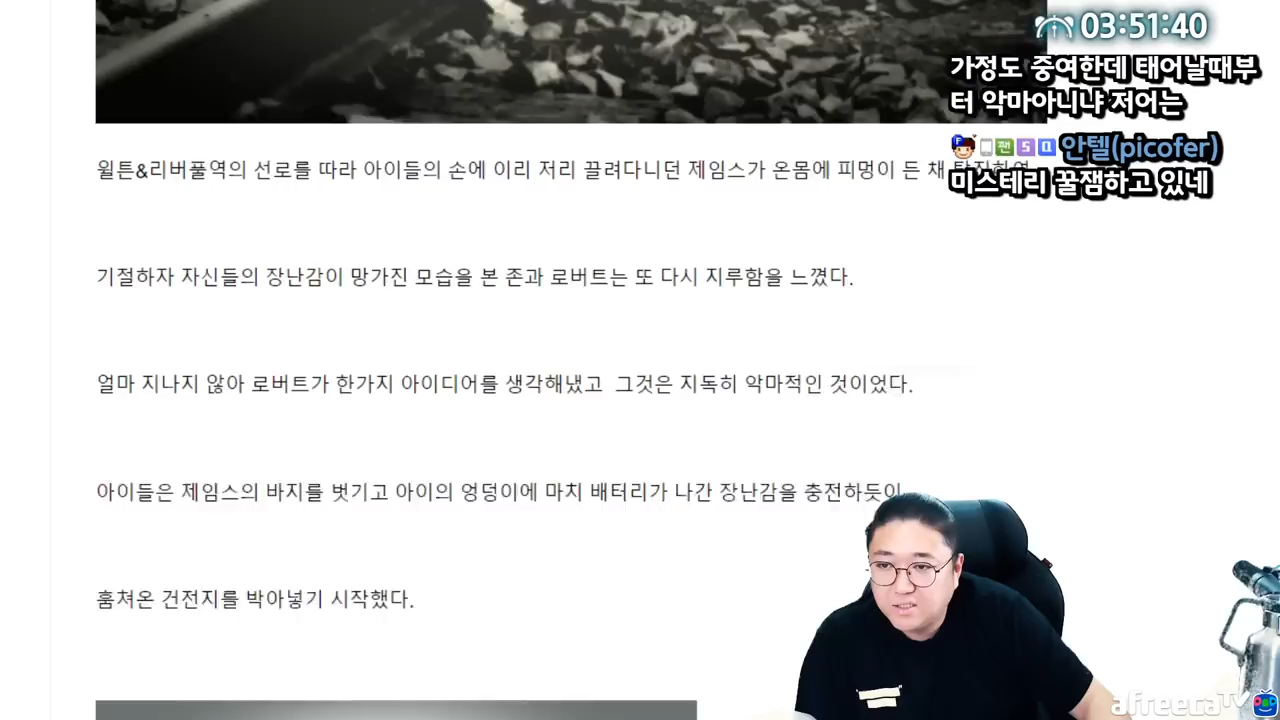 03:51:40
가정도 중여한데 태어날때부
터 악마아니냐 저어는
안텔(picofer)
미스테리 꿀잼하고 있네
윌튼&리버풀역의 선로를 따라 아이들의 손에 이리 저리 끌려다니던 제임스가 온몸에 피멍이 든 채
기절하자 자신들의 장난감이 망가진 모습을 본 존과 로버트는 또 다시 지루함을 느꼈다.
얼마 지나지 않아 로버트가 한가지 아이디어를 생각해냈고 그것은 지독히 악마적인 것이었다.
아이들은 제임스의 바지를 벗기고 아이의 엉덩이에 마치 배터리가 나간 장난감을 충전하듯이
훔쳐온 건전지를 박아넣기 시작했다.
afreecaTV